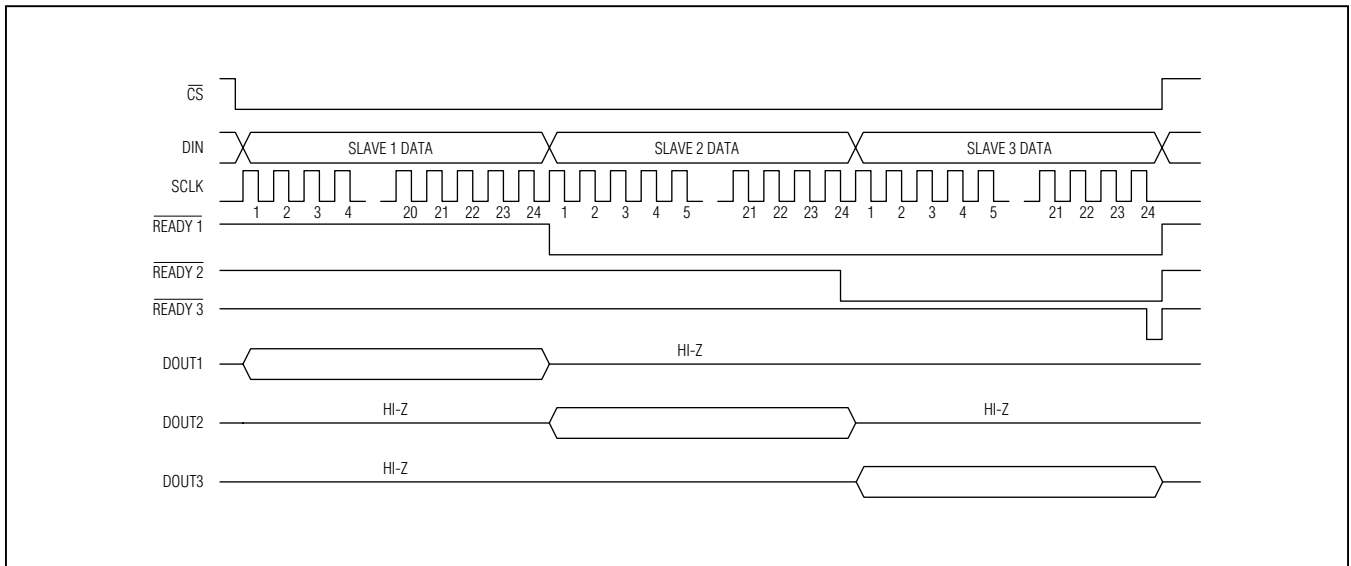 CS
DIN SLAVE 1 DATA SLAVE 2 DATA SLAVE 3 DATA
SCLK
1 2 3 4 20 21 22 23 24 1 2 3 4 5 21 22 23 24 1 2 3 4 5 21 22 23 24
READY 1
READY 2
READY 3
DOUT1 HI-Z
DOUT2 HI-Z HI-Z
DOUT3 HI-Z